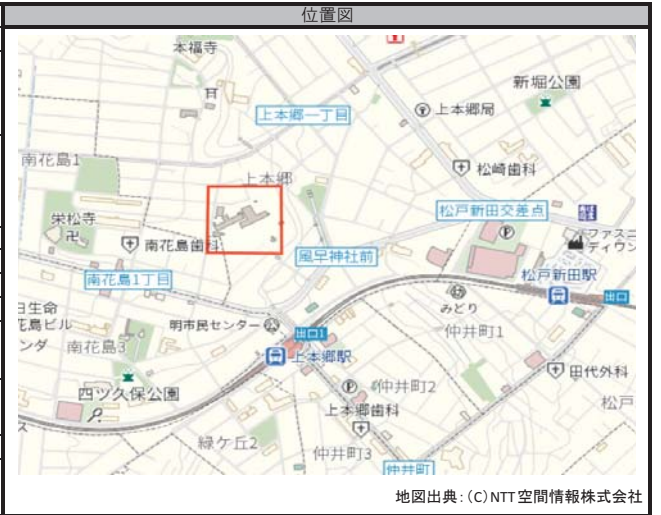 位置図
本福寺
新堀公園
上本郷一丁目
上本郷局
南花島1
上本郷
松崎歯科
松戸新田交差点
栄松寺
南花島歯科
ファスニ
ディウン
風早神社前
南花島1丁目
松戸新田駅
出口
みどり
日生命
花島ビル
明市民センター
出口1
仲井町1
ンダ
南花島3
上本郷駅
田代外科
四ツ久保公園
仲井町2
上本郷歯科
松戸
ス
緑ケ丘2
仲井町3
仲井町
地図出典:(C)NTT空間情報株式会社